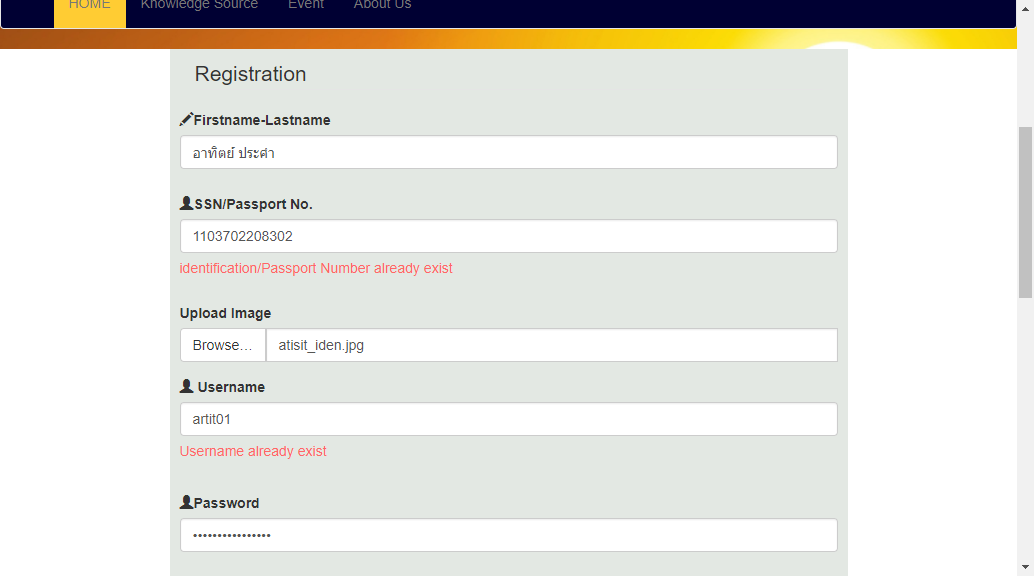 HOME Knowledge Source Event About Us
Registration
Firstname-Lastname
อาทิตย์ ประศา
SSN/Passport No.
1103702208302
identification/Passport Number already exist
Upload Image
Browse... atisit_iden.jpg
Username
artit01
Username already exist
Password
••••••••••••••••